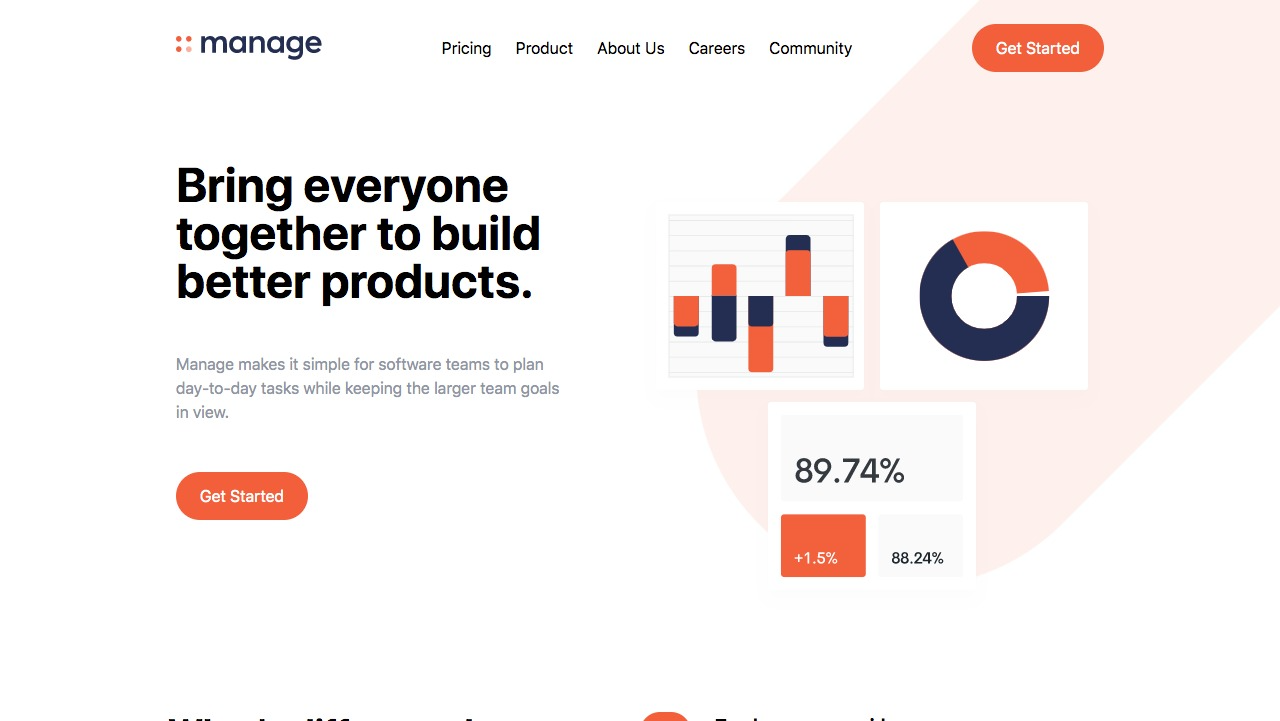 manage
Pricing Product About Us Careers Community
Get Started
Bring everyone
together to build
better products.
Manage makes it simple for software teams to plan
day-to-day tasks while keeping the larger team goals
in view.
Get Started
89.74%
+1.5%
88.24%